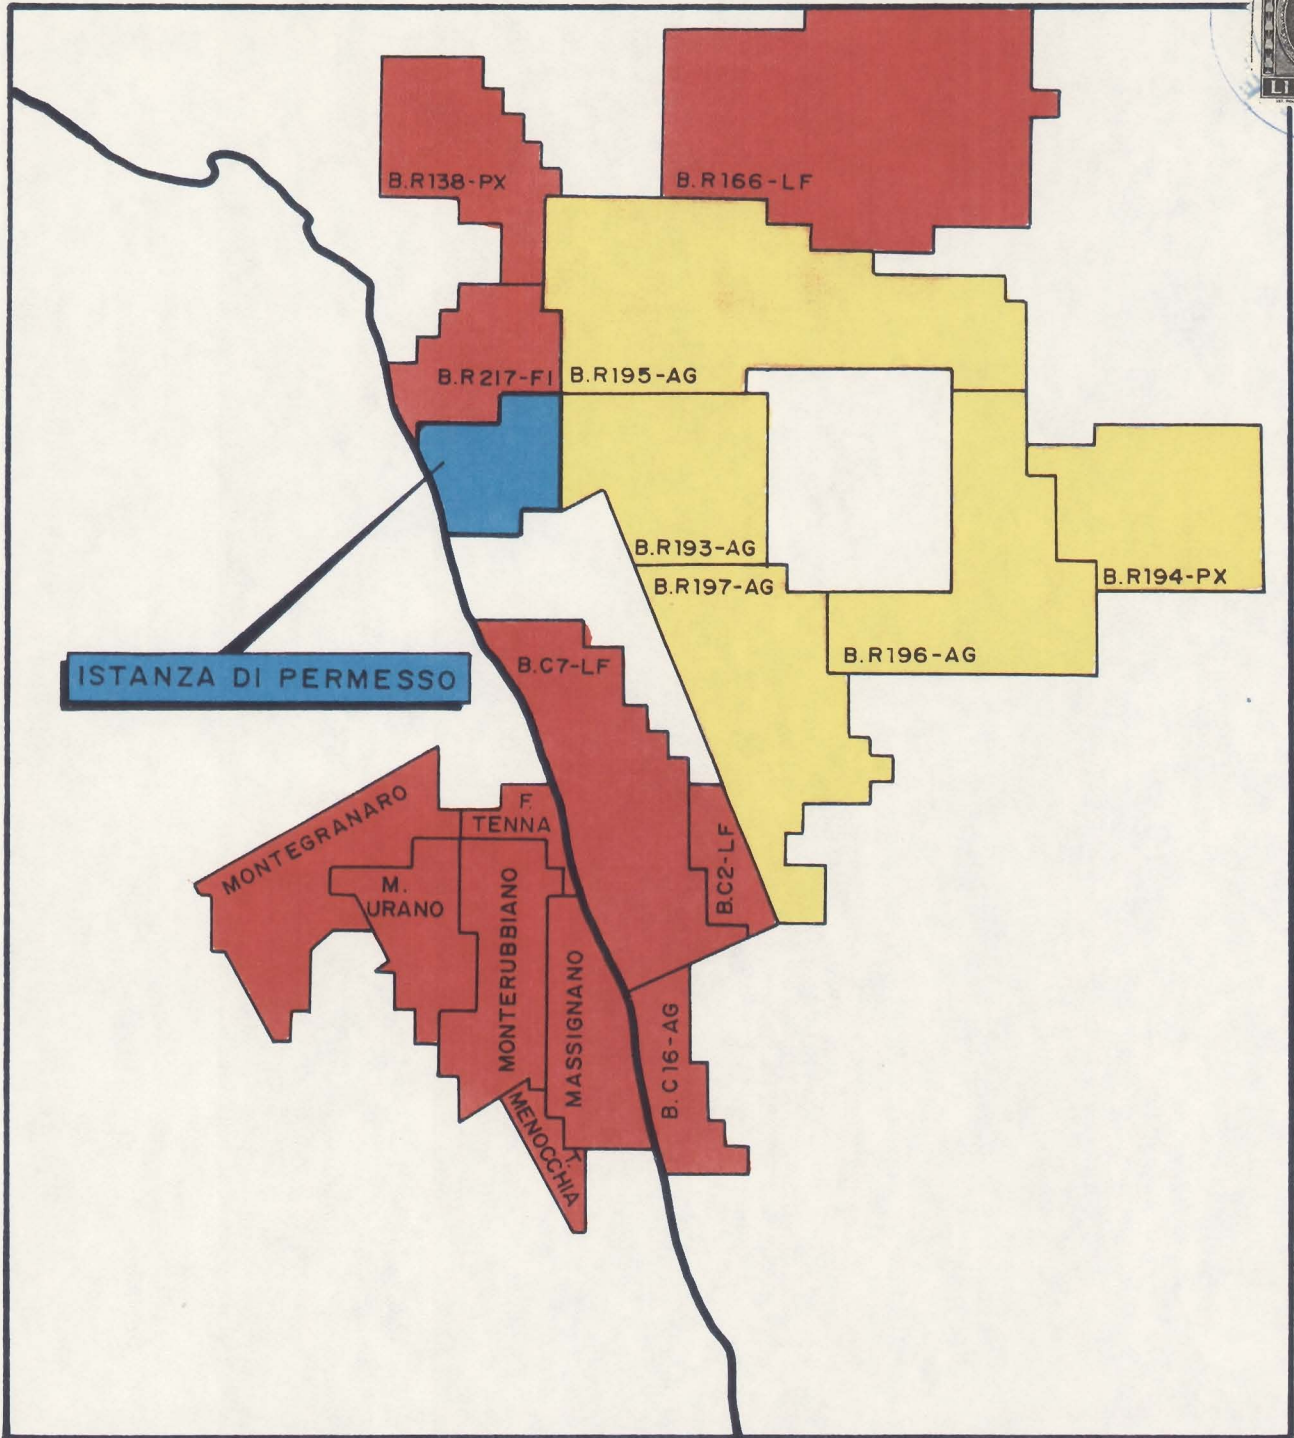 LI
B.R138-PX
B.R166-LF
B.R217-FI
B.R195-AG
B.R193-AG
B.R197-AG
B.R194-PX
B.R196-AG
B.C7-LF
ISTANZA DI PERMESSO
MONTEGRANARO
F.
TENNA
M.
URANO
B.C2-LF
MONTERUBBIANO
MASSIGNANO
B.C16-AG
T.
MENOCCHIA